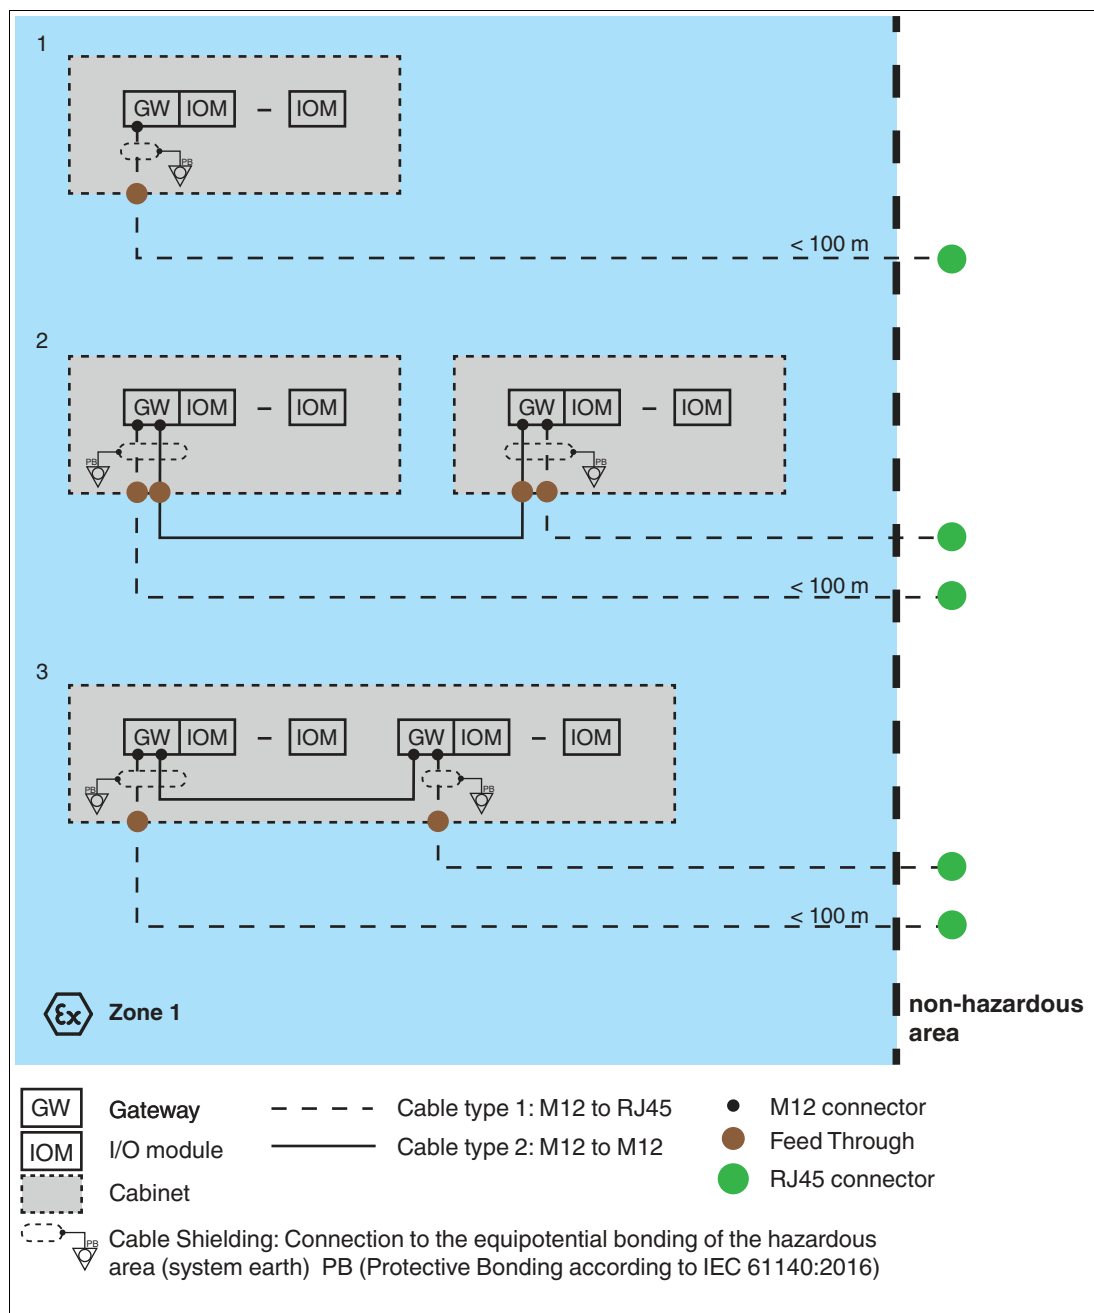 1
GW IOM – IOM
PB
< 100 m
2
GW IOM – IOM GW IOM – IOM
PB PB
< 100 m
3
GW IOM – IOM GW IOM – IOM
PB PB
< 100 m
Ex Zone 1
non-hazardous
area
GW Gateway
IOM I/O module
Cabinet
Cable type 1: M12 to RJ45
Cable type 2: M12 to M12
M12 connector
Feed Through
RJ45 connector
PB
Cable Shielding: Connection to the equipotential bonding of the hazardous
area (system earth) PB (Protective Bonding according to IEC 61140:2016)